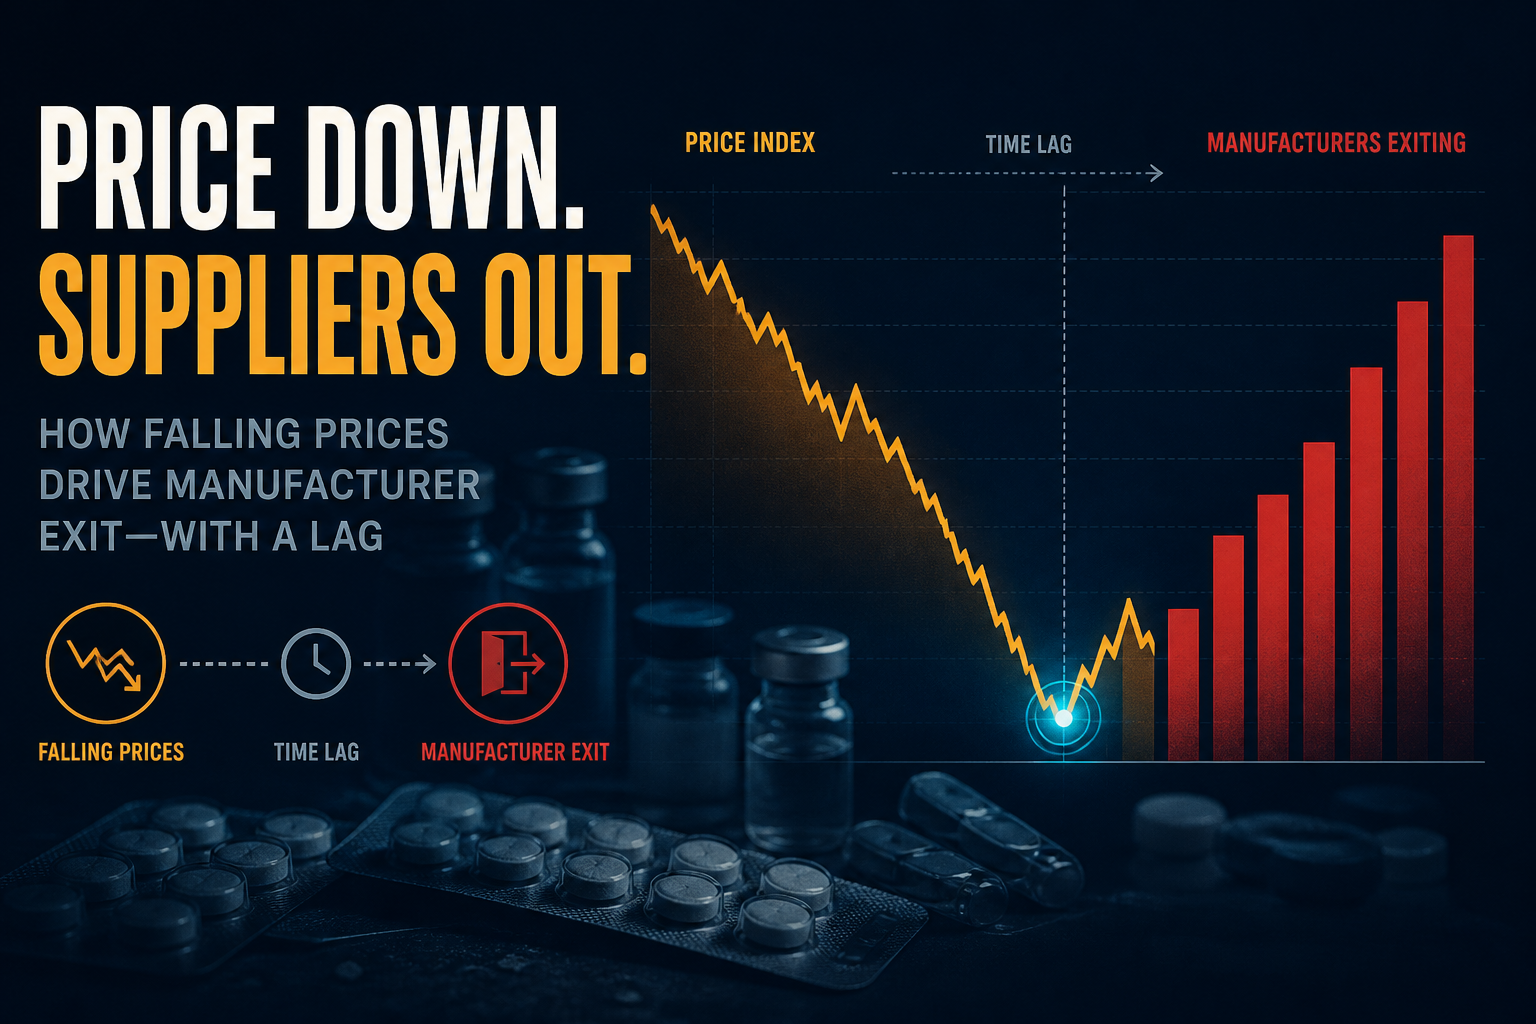 PRICE DOWN.
SUPPLIERS OUT.
HOW FALLING PRICES
DRIVE MANUFACTURER
EXIT—WITH A LAG
FALLING PRICES
TIME LAG
MANUFACTURER EXIT
PRICE INDEX
TIME LAG
MANUFACTURERS EXITING